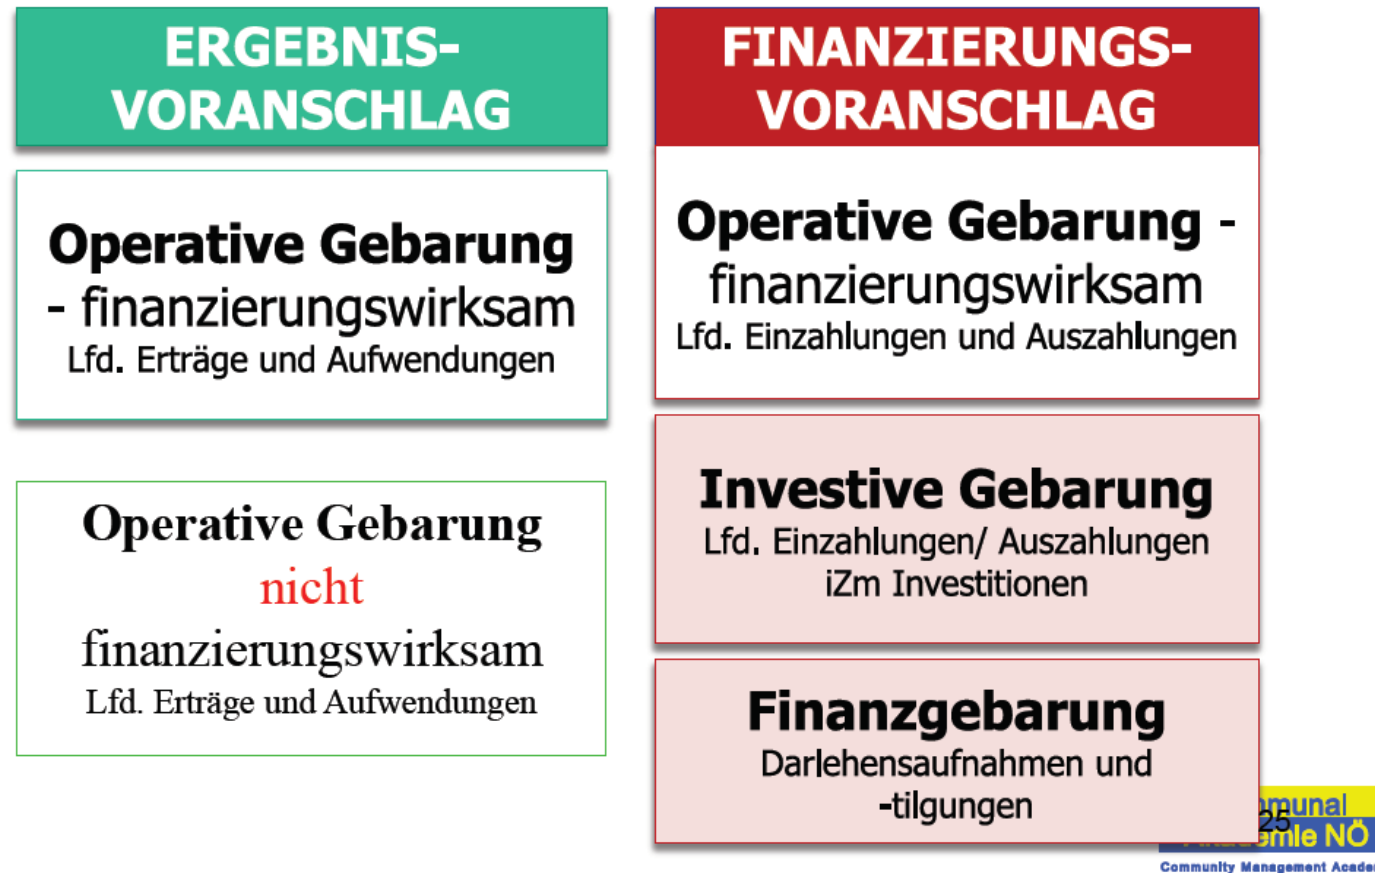 ERGEBNIS-
VORANSCHLAG
Operative Gebarung
- finanzierungswirksam
Lfd. Erträge und Aufwendungen
Operative Gebarung
nicht
finanzierungswirksam
Lfd. Erträge und Aufwendungen
FINANZIERUNGS-
VORANSCHLAG
Operative Gebarung -
finanzierungswirksam
Lfd. Einzahlungen und Auszahlungen
Investive Gebarung
Lfd. Einzahlungen/ Auszahlungen
iZm Investitionen
Finanzgebarung
Darlehensaufnahmen und
-tilgungen
25
NÖ
Community Management